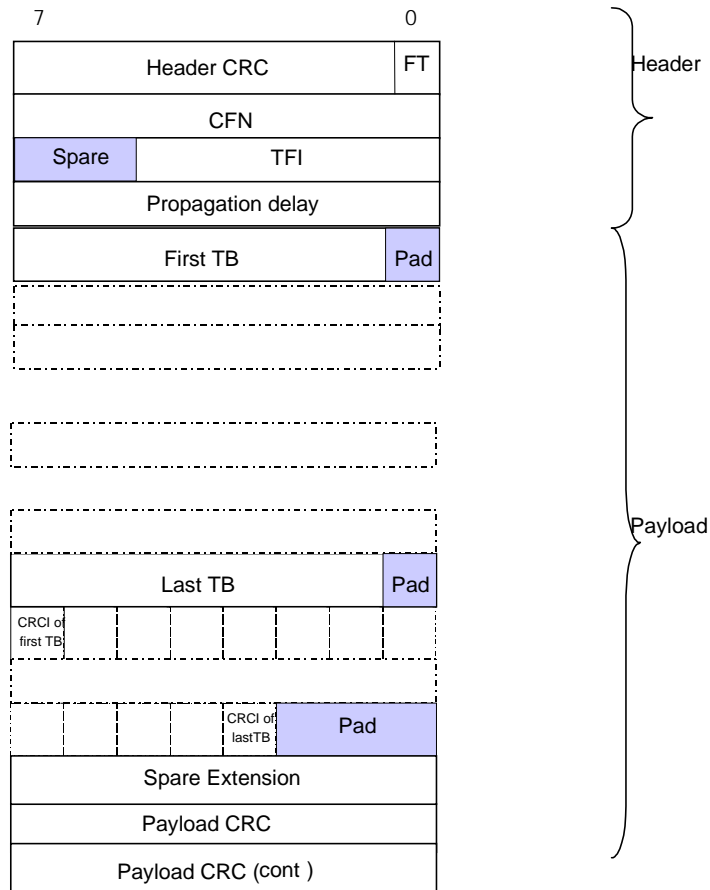 7 0
Header CRC FT Header
CFN
Spare TFI
Propagation delay
First TB Pad
Payload
Last TB Pad
CRCI of
first TB
CRCI of
lastTB
Pad
Spare Extension
Payload CRC
Payload CRC (cont )